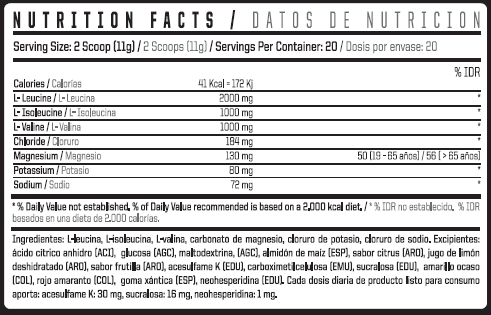 NUTRITION FACTS / DATOS DE NUTRICION
Serving Size: 2 Scoop (11g) / 2 Scoops (11g) / Servings Per Container: 20 / Dosis por envase: 20
% IDR
Calories / Calorías 41 Kcal = 172 Kj
L- Leucine / L- Leucina 2000 mg *
L- Isoleucine / L- Isoleucina 1000 mg *
L- Valine / L- Valina 1000 mg *
Chloride / Cloruro 184 mg *
Magnesium / Magnesio 130 mg 50 (19 - 65 años) / 56 ( > 65 años)
Potassium / Potasio 80 mg *
Sodium / Sodio 72 mg *
* % Daily Value not established. % of Daily Value recommended is based on a 2.000 kcal diet. / * % IDR no establecido. % IDR
basados en una dieta de 2.000 calorías.
Ingredientes: L-leucina, L-isoleucina, L-valina, carbonato de magnesio, cloruro de potasio, cloruro de sodio. Excipientes:
ácido cítrico anhidro (ACI), glucosa (AGC), maltodextrina, (AGC), almidón de maíz (ESP), sabor citrus (ARO), jugo de limón
deshidratado (ARO), sabor frutilla (ARO), acesulfame K (EDU), carboximetilcelulosa (EMU), sucralosa (EDU), amarillo ocaso
(COL), rojo amaranto (COL), goma xántica (ESP), neohesperidina (EDU). Cada dosis diaria de producto listo para consumo
aporta: acesulfame K: 30 mg, sucralosa: 16 mg, neohesperidina: 1 mg.